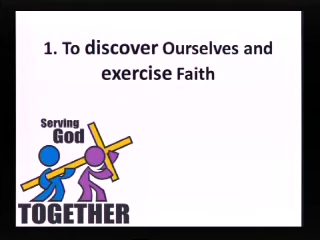 1. To discover Ourselves and
exercise Faith
Serving
God
TOGETHER